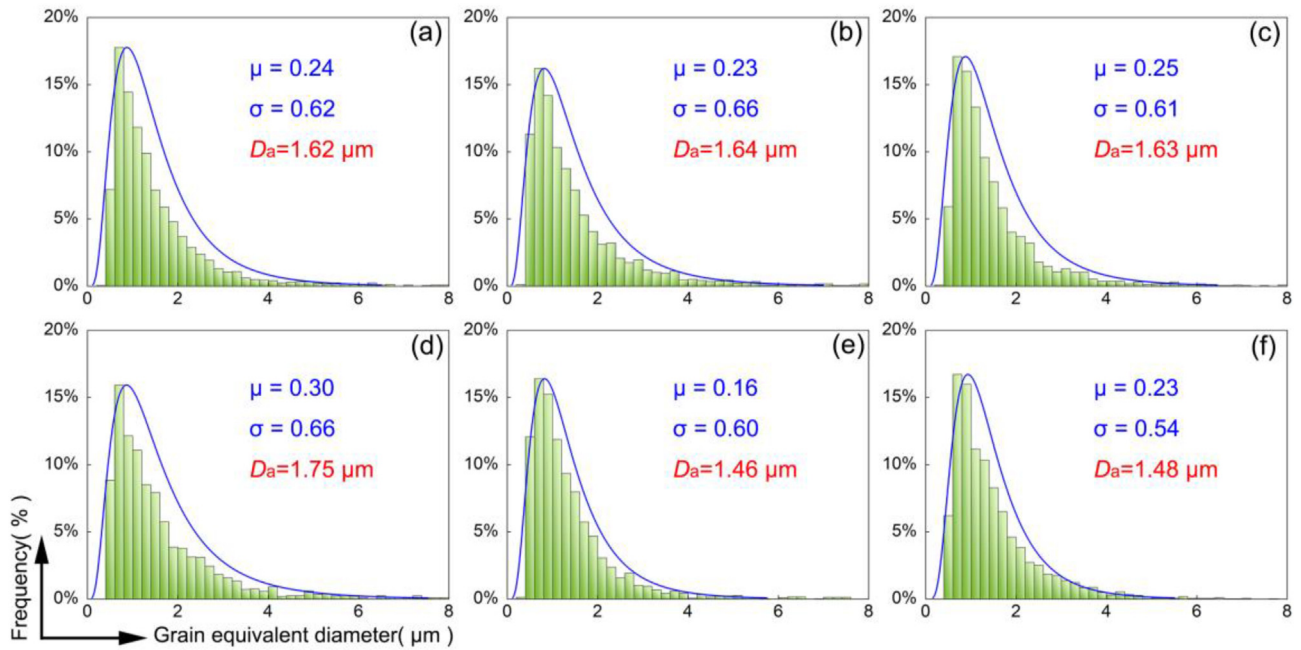 20%
15%
10%
5%
0%
0
2
4
6
8
(a)
μ = 0.24
σ = 0.62
Da=1.62 μm
20%
15%
10%
5%
0%
0
2
4
6
8
(b)
μ = 0.23
σ = 0.66
Da=1.64 μm
20%
15%
10%
5%
0%
0
2
4
6
8
(c)
μ = 0.25
σ = 0.61
Da=1.63 μm
20%
15%
10%
5%
0%
0
2
4
6
8
(d)
μ = 0.30
σ = 0.66
Da=1.75 μm
20%
15%
10%
5%
0%
0
2
4
6
8
(e)
μ = 0.16
σ = 0.60
Da=1.46 μm
20%
15%
10%
5%
0%
0
2
4
6
8
(f)
μ = 0.23
σ = 0.54
Da=1.48 μm
Frequency( % )
Grain equivalent diameter( μm )